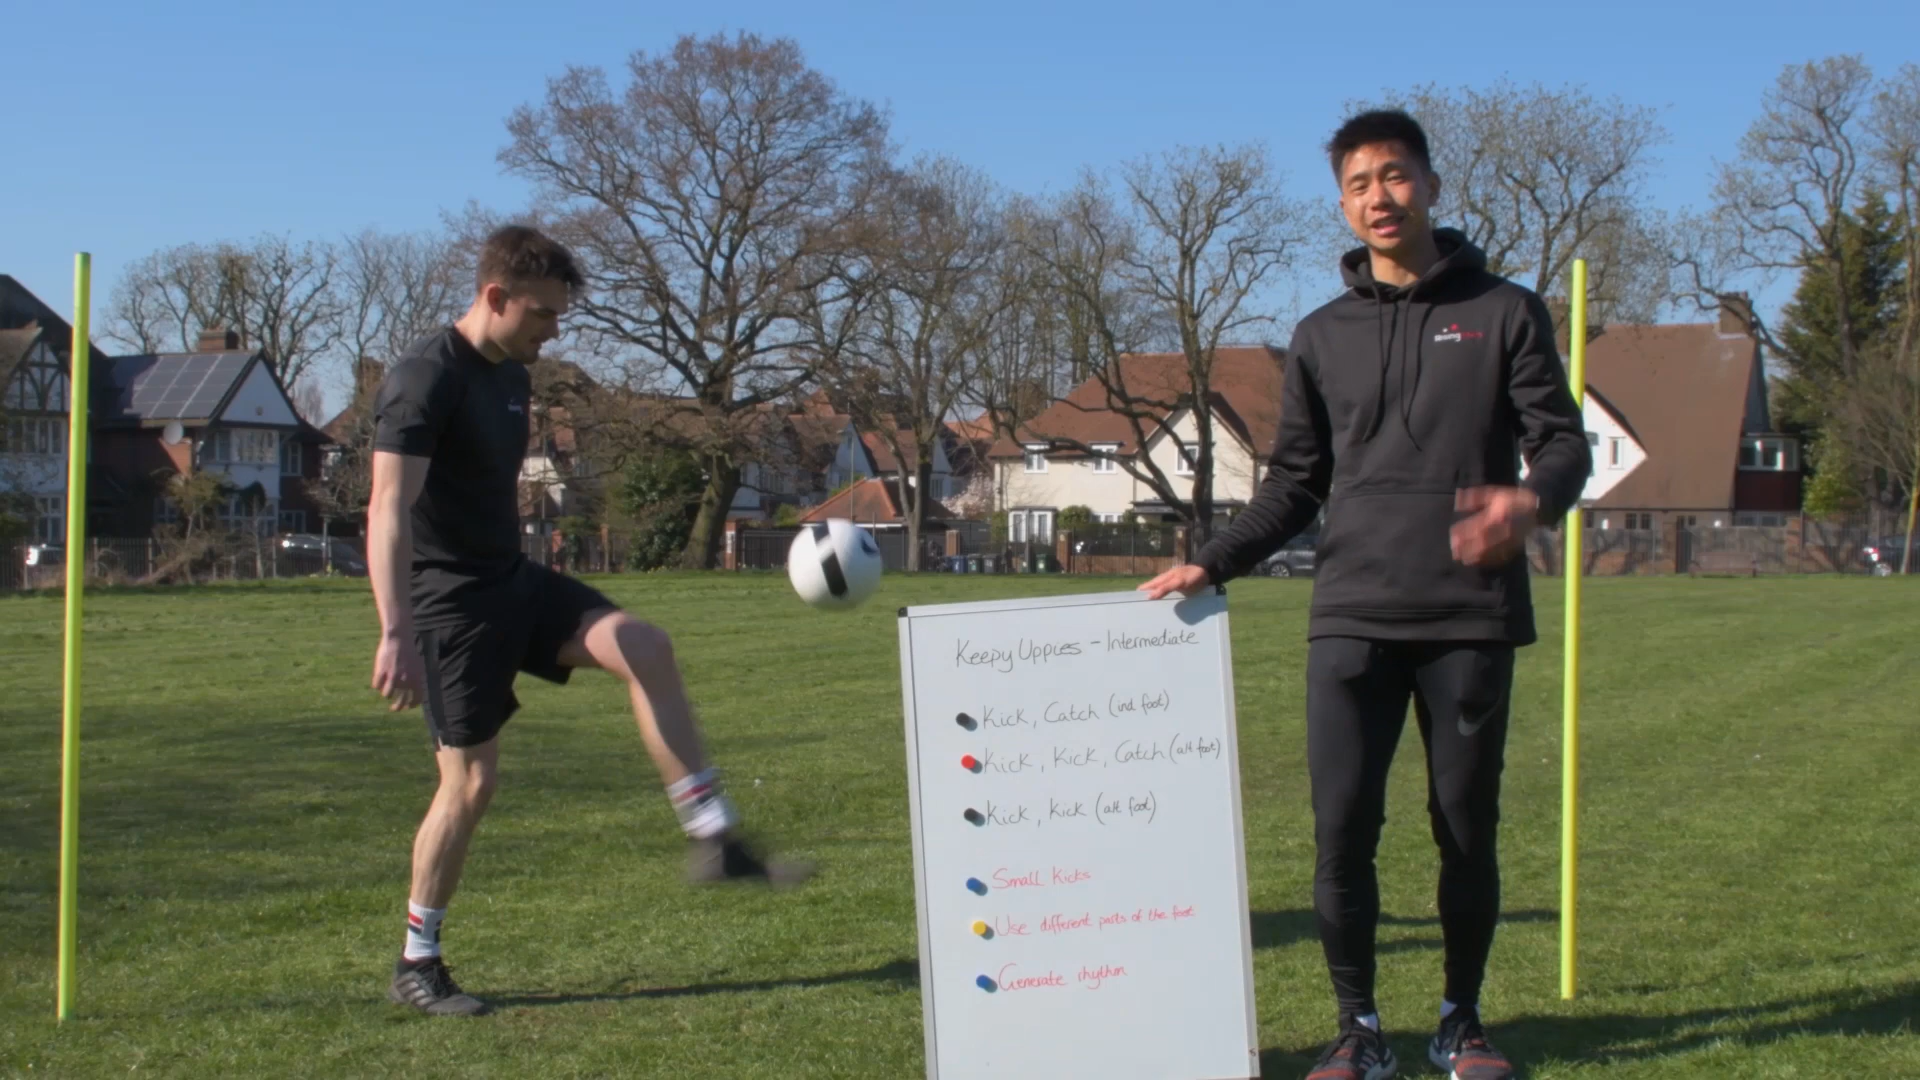 Keepy Uppies - Intermediate
Kick, Catch (ind. foot)
Kick, Kick, Catch (alt. foot)
Kick, Kick (alt. foot)
Small Kicks
Use different parts of the foot
Generate rhythm